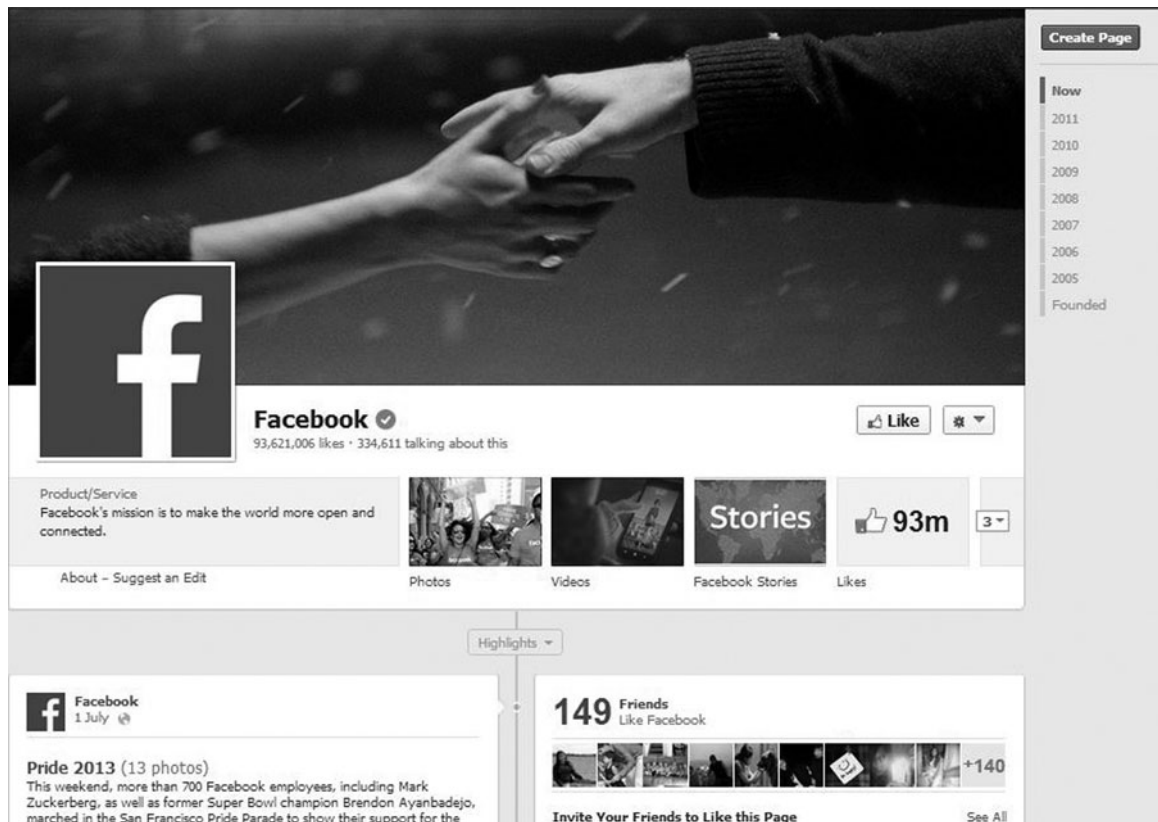 Create Page
Now
2011
2010
2009
2008
2007
2006
2005
Founded
Facebook
93,621,006 likes · 334,611 talking about this
Like
Product/Service
Facebook's mission is to make the world more open and
connected.
About – Suggest an Edit
Photos
Videos
Stories
Facebook Stories
93m
Likes
3
Highlights
Facebook
1 July
Pride 2013 (13 photos)
This weekend, more than 700 Facebook employees, including Mark
Zuckerberg, as well as former Super Bowl champion Brendon Ayanbadejo,
marched in the San Francisco Pride Parade to show their support for the
149 Friends
Like Facebook
+140
Invite Your Friends to Like this Page
See All